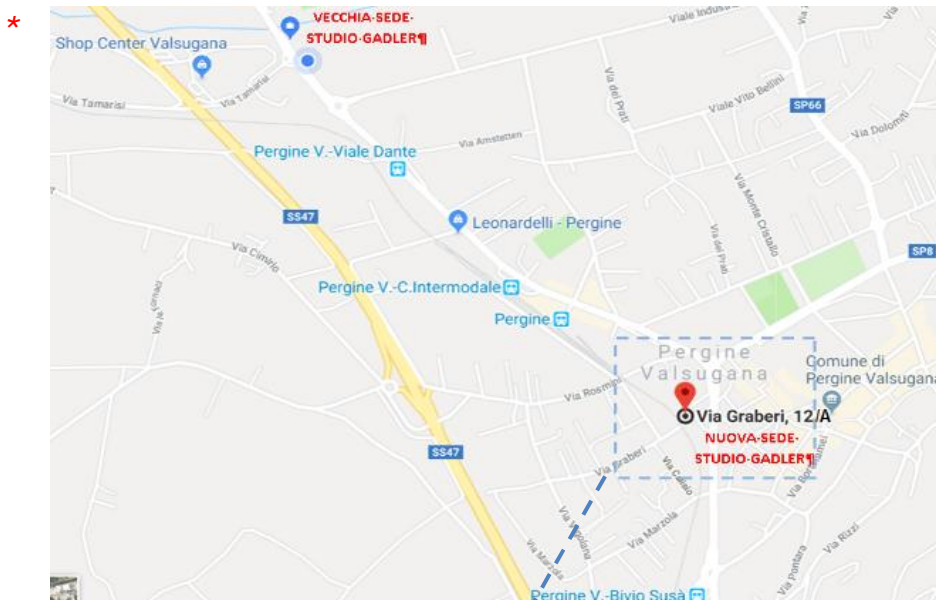 *
VECCHIA·SEDE·
STUDIO·GADLER¶
Viale Indust
Shop Center Valsugana
Via Tamarisi
Via Tamarisi
Via dei Prati
Viale Vito Bellini
SP66
Via Dolomiti
Via Amstetten
Pergine V.-Viale Dante
SS47
Leonardelli - Pergine
Via Monte Cristallo
Via dei Prati
SP8
Via Cimirlo
Pergine V.-C.Intermodale
Pergine
Pergine
Valsugana
Comune di
Pergine Valsugana
Via Rosmini
Via Graberi, 12/A
NUOVA·SEDE·
STUDIO·GADLER¶
SS47
Via Graberi
Via Marzola
Via Marzola
Via Rizzi
Via Pontara
Pergine V.-Bivio Susà